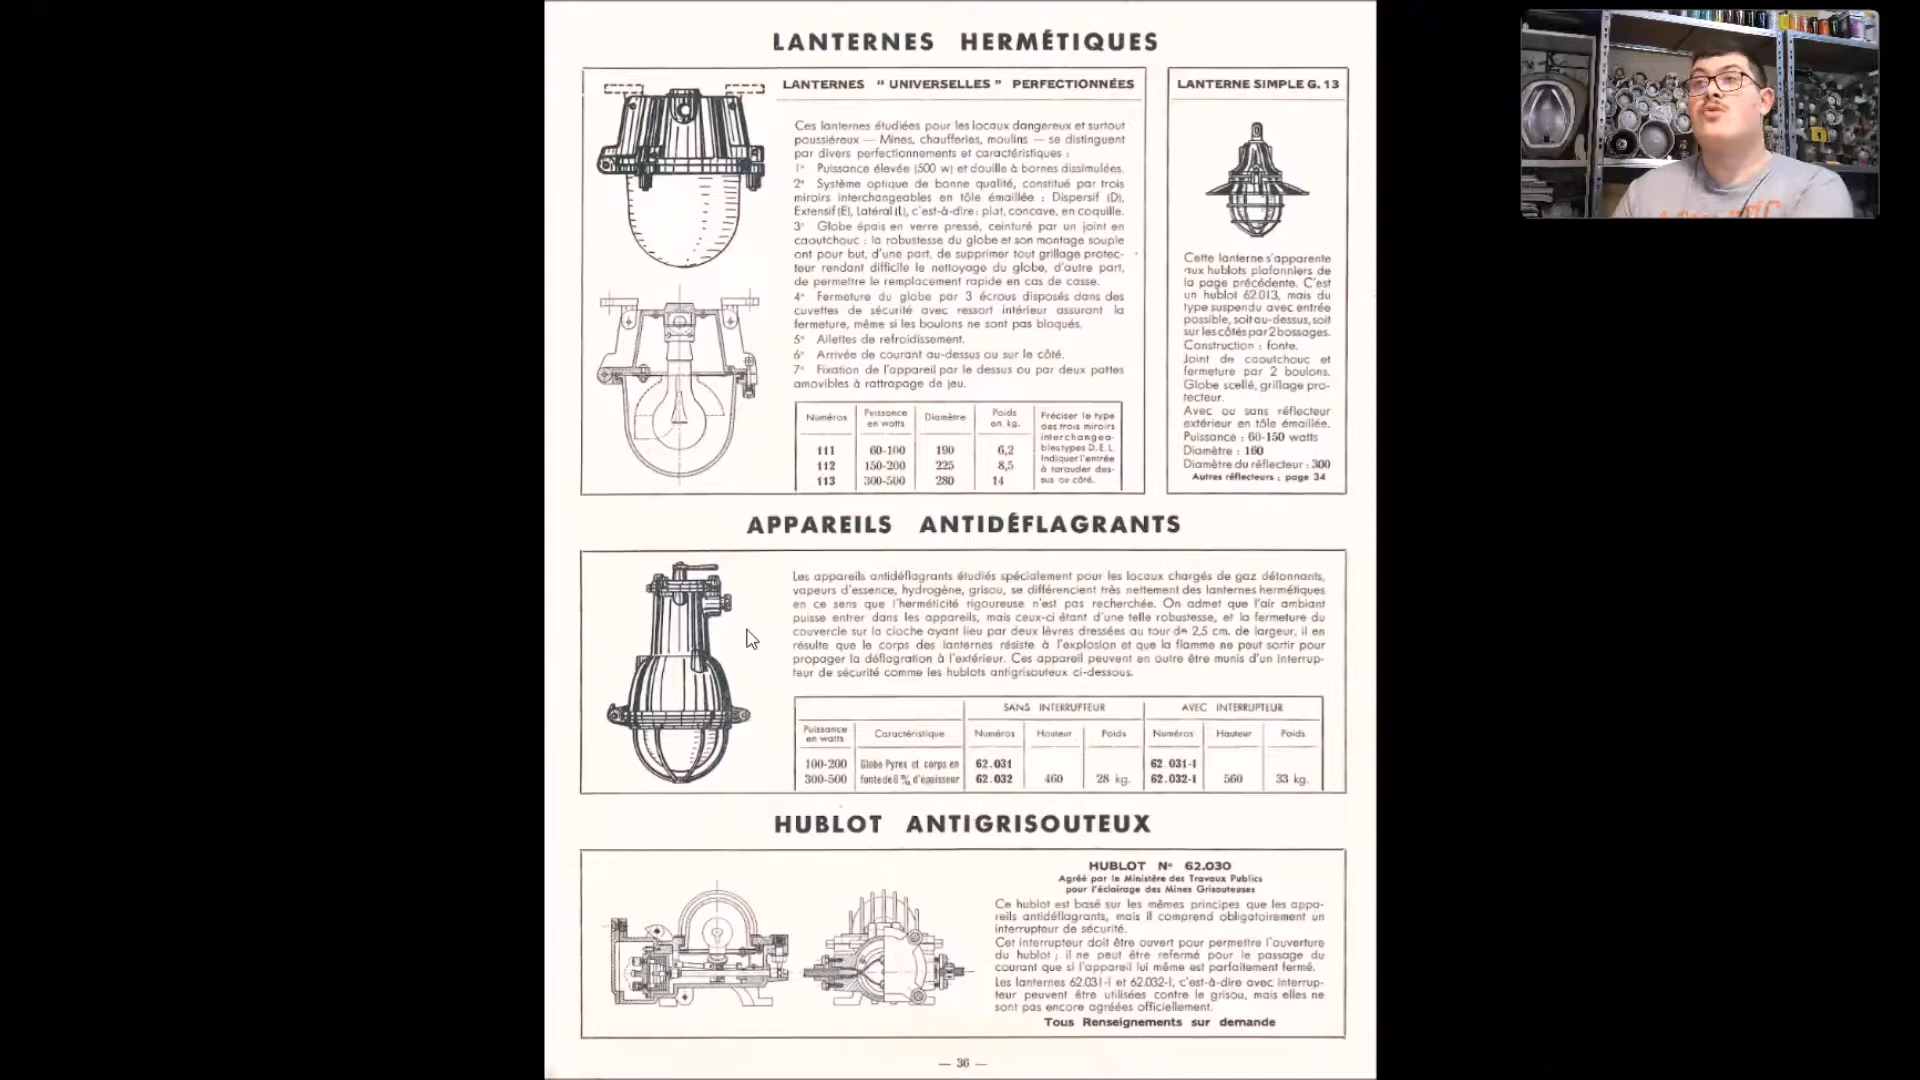 LANTERNES HERMÉTIQUES
LANTERNES “ UNIVERSELLES ” PERFECTIONNÉES
Ces lanternes étudiées pour les locaux dangereux et surtout
poussiéreux — Mines, chaufferies, moulins — se distinguent
par divers perfectionnements et caractéristiques :
1° Puissance élevée (500 w) et douille à bornes dissimulées.
2° Système optique de bonne qualité, constitué par trois
miroirs interchangeables en tôle émaillée : Dispersif (D),
Extensif (E), Latéral (L), c'est-à-dire : plat, concave, en coquille.
3° Globe épais en verre pressé, ceinturé par un joint en
caoutchouc : la robustesse du globe et son montage souple
ont pour but, d'une part, de supprimer tout grillage protec-
teur rendant difficile le nettoyage du globe, d'autre part,
de permettre le remplacement rapide en cas de casse.
4° Fermeture du globe par 3 écrous disposés dans des
cuvettes de sécurité avec ressort intérieur assurant la
fermeture, même si les boulons ne sont pas bloqués.
5° Ailettes de refroidissement.
6° Arrivée de courant au-dessus ou sur le côté.
7° Fixation de l'appareil par le dessus ou par deux pattes
amovibles à rattrapage de jeu.
Numéros Puissance en watts Diamètre Poids en kg.
111 60-100 190 6,2
112 150-200 225 8,5
113 300-500 280 14
Préciser le type
des trois miroirs
interchangea-
bles types D.E.L.
Indiquer l'entrée
à tarauder des-
sus ou côté.
LANTERNE SIMPLE G. 13
Cette lanterne s'apparente
aux hublots plafonniers de
la page précédente. C'est
un hublot 62.013, mais du
type suspendu avec entrée
possible, soit au-dessus, soit
sur les côtés par 2 bossages.
Construction : fonte.
Joint de caoutchouc et
fermeture par 2 boulons.
Globe scellé, grillage pro-
tecteur.
Avec ou sans réflecteur
extérieur en tôle émaillée.
Puissance : 60-150 watts
Diamètre : 160
Diamètre du réflecteur : 300
Autres réflecteurs : page 34
APPAREILS ANTIDÉFLAGRANTS
Les appareils antidéflagrants étudiés spécialement pour les locaux chargés de gaz détonnants,
vapeurs d'essence, hydrogène, grisou, se différencient très nettement des lanternes hermétiques
en ce sens que l'herméticité rigoureuse n'est pas recherchée. On admet que l'air ambiant
puisse entrer dans les appareils, mais ceux-ci étant d'une telle robustesse, et la fermeture du
couvercle sur la cloche ayant lieu par deux lèvres dressées au tour de 2,5 cm. de largeur, il en
résulte que le corps des lanternes résiste à l'explosion et que la flamme ne peut sortir pour
propager la déflagration à l'extérieur. Ces appareil peuvent en outre être munis d'un interrup-
teur de sécurité comme les hublots antigrisouteux ci-dessous.
SANS INTERRUPTEUR AVEC INTERRUPTEUR
Puissance en watts Caractéristique Numéros Hauteur Poids Numéros Hauteur Poids
100-200 Globe Pyrex et corps en 62.031 62 031-I
300-500 fonte de 8 m/m d'épaisseur 62.032 460 28 kg. 62.032-I 560 33 kg.
HUBLOT ANTIGRISOUTEUX
HUBLOT N° 62.030
Agréé par le Ministère des Travaux Publics
pour l'éclairage des Mines Grisouteuses
Ce hublot est basé sur les mêmes principes que les appa-
reils antidéflagrants, mais il comprend obligatoirement un
interrupteur de sécurité.
Cet interrupteur doit être ouvert pour permettre l'ouverture
du hublot ; il ne peut être refermé pour le passage du
courant que si l'appareil lui même est parfaitement fermé.
Les lanternes 62.031-I et 62.032-I, c'est-à-dire avec interrup-
teur peuvent être utilisées contre le grisou, mais elles ne
sont pas encore agréées officiellement.
Tous Renseignements sur demande
— 36 —